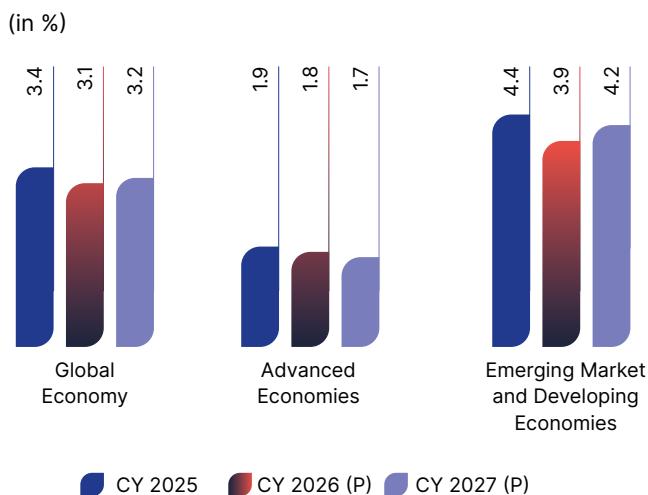 (in %)
3.4
3.1
3.2
1.9
1.8
1.7
4.4
3.9
4.2
Global
Economy
Advanced
Economies
Emerging Market
and Developing
Economies
CY 2025
CY 2026 (P)
CY 2027 (P)